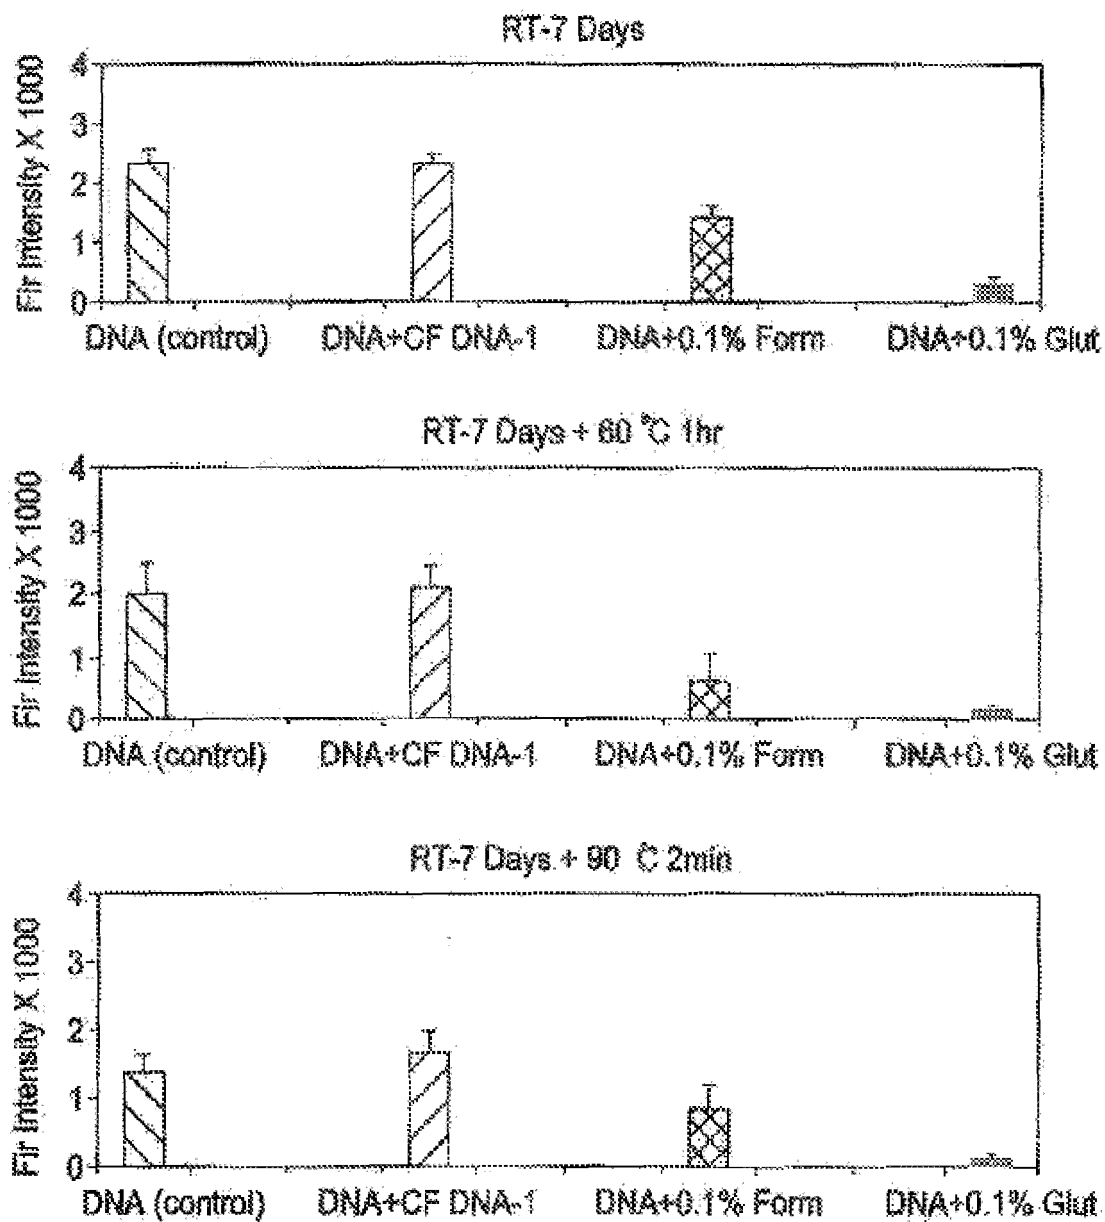 RT-7 Days
Flr Intensity X 1000
4
3
2
1
0
DNA (control) DNA+CF DNA-1 DNA+0.1% Form DNA+0.1% Glut
RT-7 Days + 60 °C 1hr
Flr Intensity X 1000
4
3
2
1
0
DNA (control) DNA+CF DNA-1 DNA+0.1% Form DNA+0.1% Glut
RT-7 Days + 90 °C 2min
Flr Intensity X 1000
4
3
2
1
0
DNA (control) DNA+CF DNA-1 DNA+0.1% Form DNA+0.1% Glut